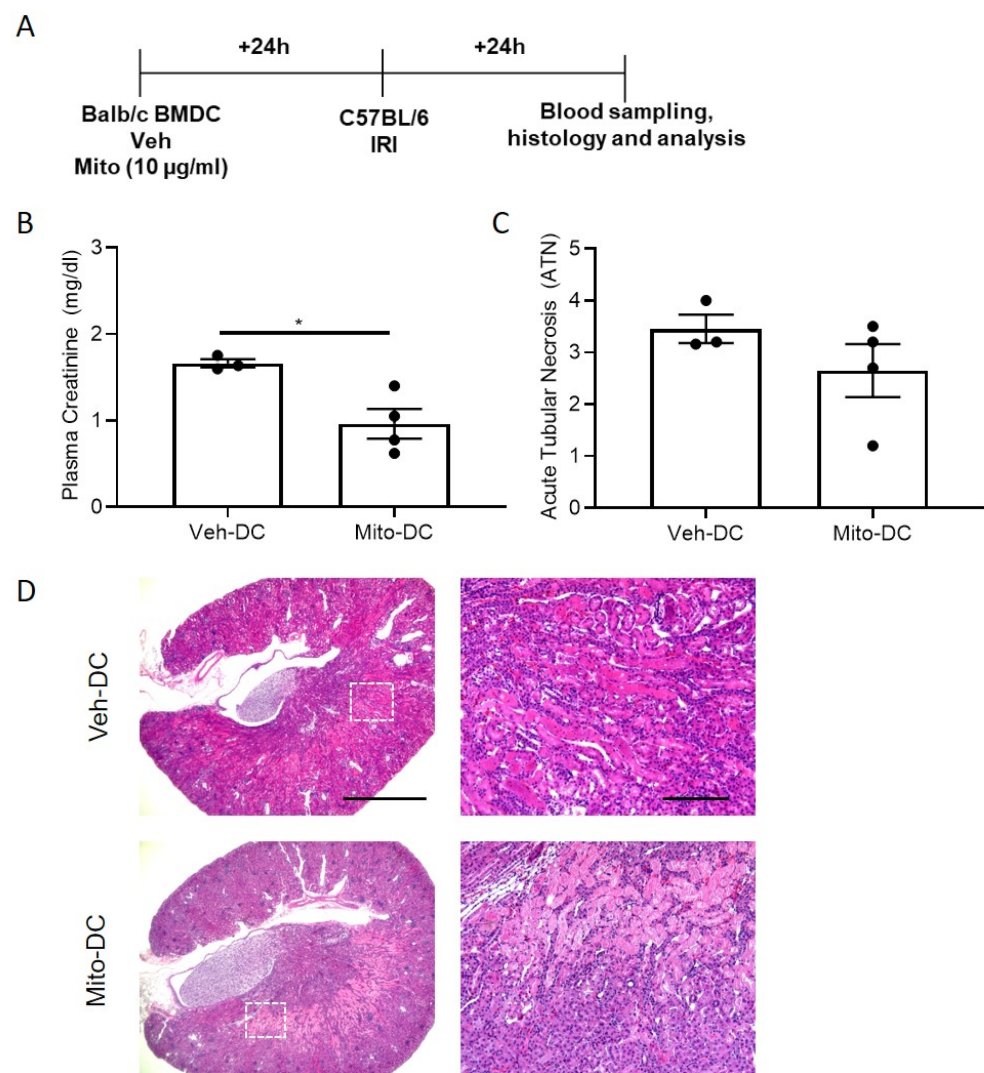 A
+24h
+24h
Balb/c BMDC
Veh
Mito (10 µg/ml)
C57BL/6
IRI
Blood sampling,
histology and analysis
B
Plasma Creatinine (mg/dl)
3
2
1
0
*
Veh-DC
Mito-DC
C
Acute Tubular Necrosis (ATN)
5
4
3
2
1
0
Veh-DC
Mito-DC
D
Veh-DC
Mito-DC